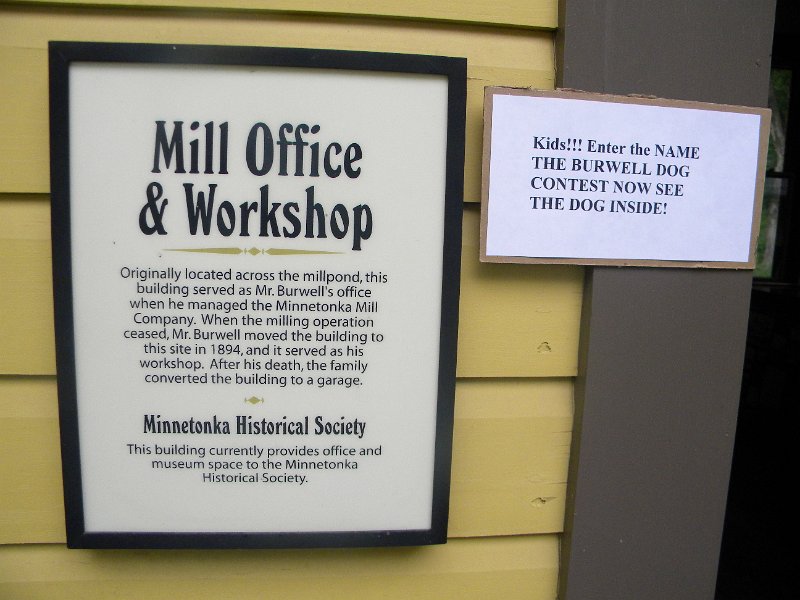 Mill Office
& Workshop
Originally located across the millpond, this
building served as Mr. Burwell's office
when he managed the Minnetonka Mill
Company. When the milling operation
ceased, Mr. Burwell moved the building to
this site in 1894, and it served as his
workshop. After his death, the family
converted the building to a garage.
Minnetonka Historical Society
This building currently provides office and
museum space to the Minnetonka
Historical Society.
Kids!!! Enter the NAME
THE BURWELL DOG
CONTEST NOW SEE
THE DOG INSIDE!